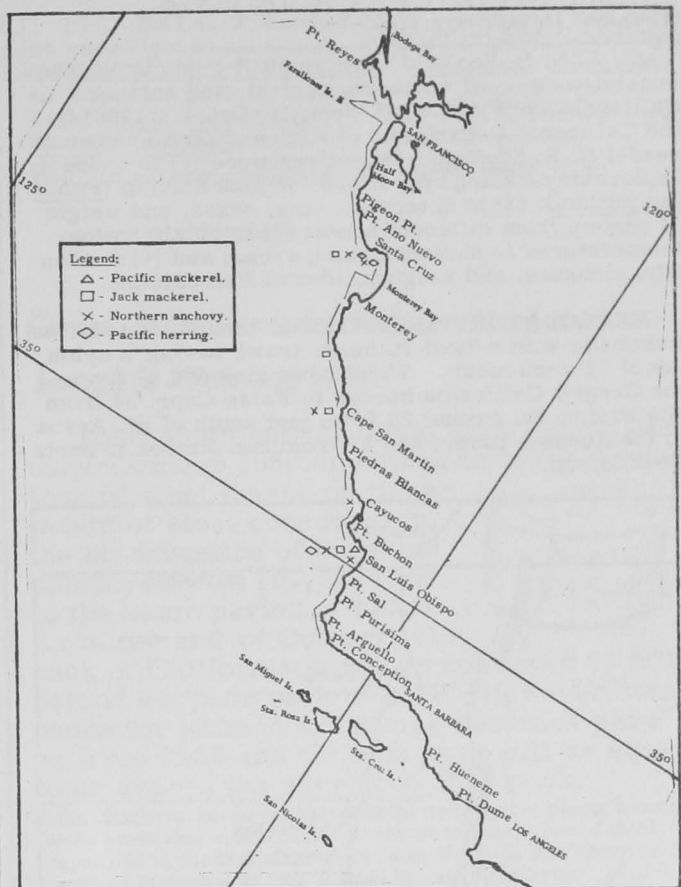 Pt. Reyes
Bodega Bay
Farallones Is.
SAN FRANCISCO
Half
Moon Bay
125°
120°
Pigeon Pt.
Pt. Ano Nuevo
Santa Cruz
Legend:
△ - Pacific mackerel.
□ - Jack mackerel.
× - Northern anchovy.
◇ - Pacific herring.
Monterey Bay
Monterey
35°
Cape San Martin
Piedras Blancas
Cayucos
Pt. Buchon
San Luis Obispo
Pt. Sal
Pt. Purisima
Pt. Arguello
Pt. Conception
San Miguel Is.
SANTA BARBARA
Sta. Rosa Is.
Sta. Cruz Is.
35°
Pt. Hueneme
Pt. Dume
LOS ANGELES
San Nicolas Is.